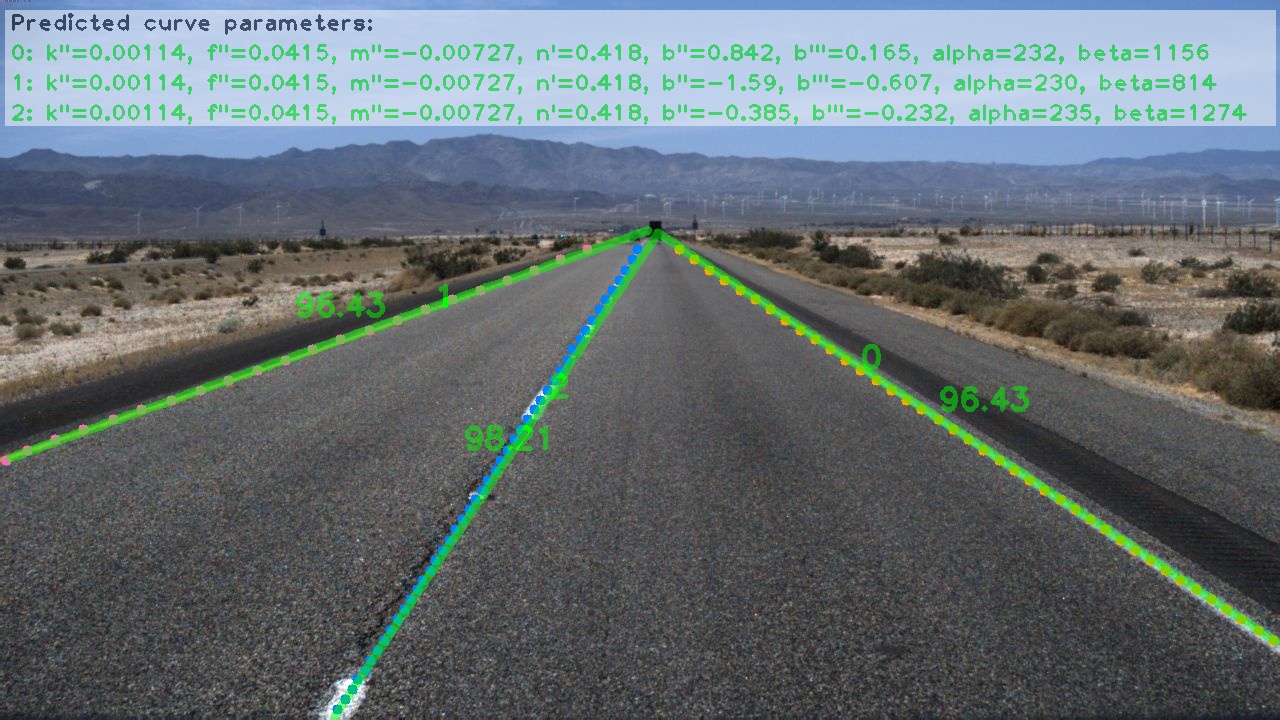 Predicted curve parameters:
0: k''=0.00114, f''=0.0415, m''=−0.00727, n'=0.418, b''=0.842, b'''=0.165, alpha=232, beta=1156
1: k''=0.00114, f''=0.0415, m''=−0.00727, n'=0.418, b''=−1.59, b'''=−0.607, alpha=230, beta=814
2: k''=0.00114, f''=0.0415, m''=−0.00727, n'=0.418, b''=−0.385, b'''=−0.232, alpha=235, beta=1274
96.43
1
0
2
96.43
98.21